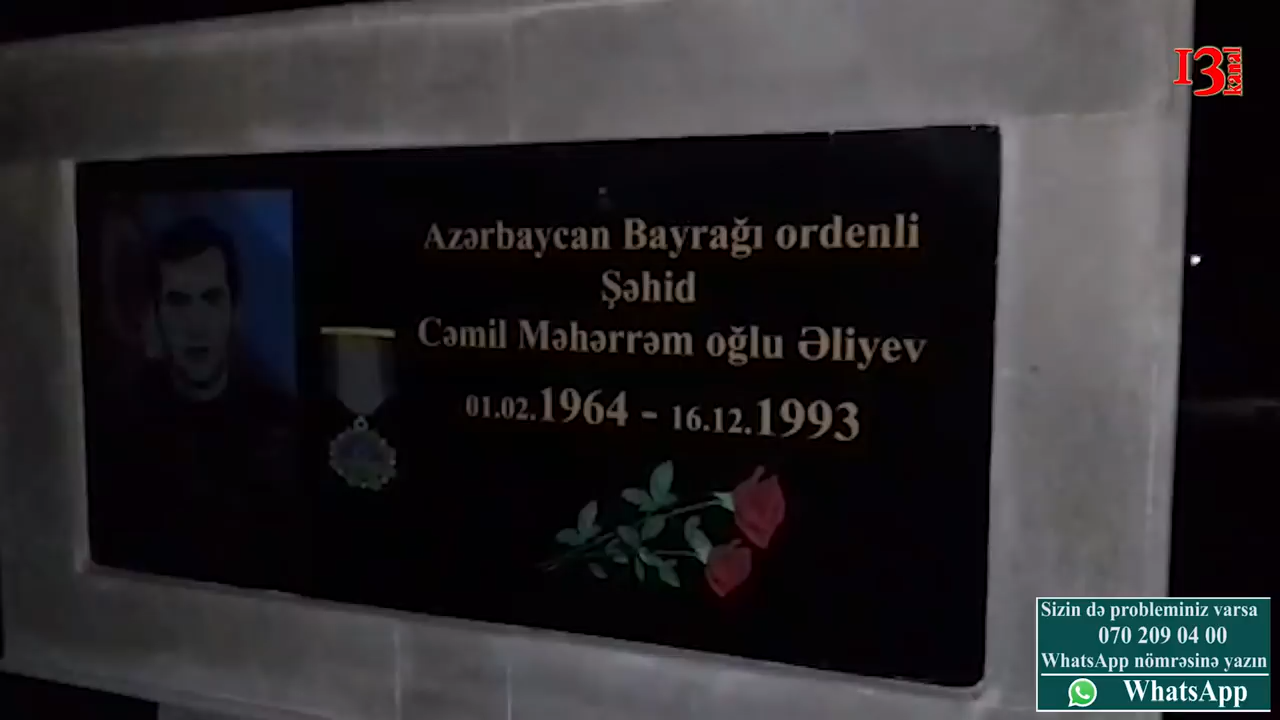 13 kanal
Azərbaycan Bayrağı ordenli
Şəhid
Cəmil Məhərrəm oğlu Əliyev
01.02.1964 - 16.12.1993
Sizin də probleminiz varsa
070 209 04 00
WhatsApp nömrəsinə yazın
WhatsApp